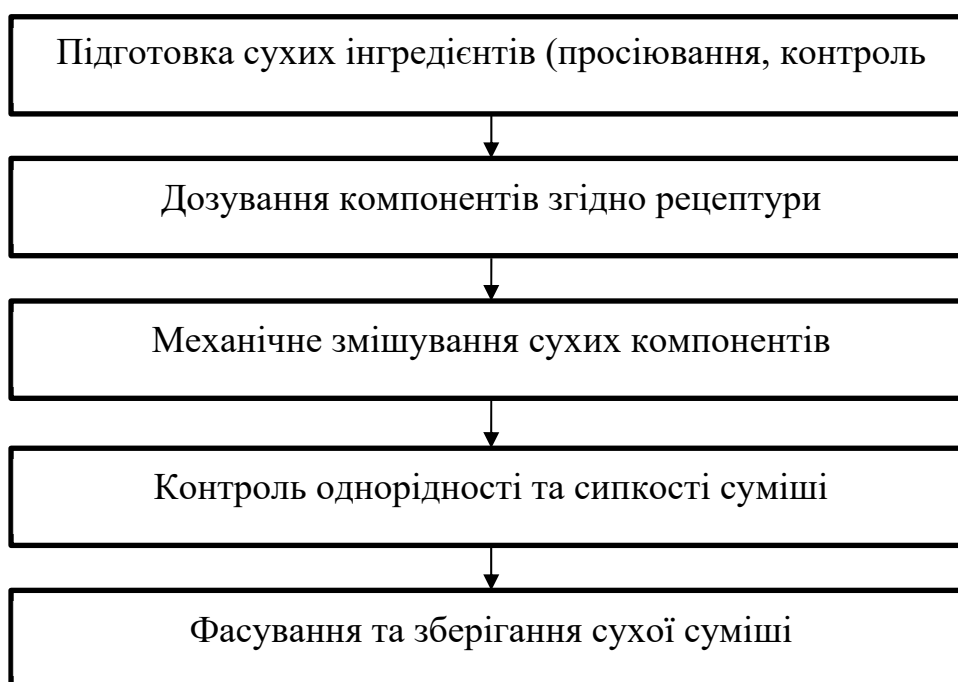 Підготовка сухих інгредієнтів (просіювання, контроль
Дозування компонентів згідно рецептури
Механічне змішування сухих компонентів
Контроль однорідності та сипкості суміші
Фасування та зберігання сухої суміші